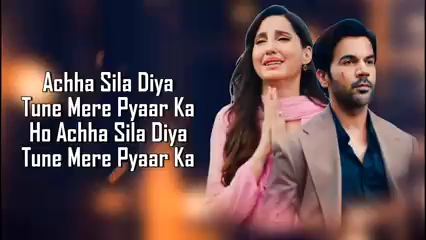 Achha Sila Diya
Tune Mere Pyaar Ka
Ho Achha Sila Diya
Tune Mere Pyaar Ka